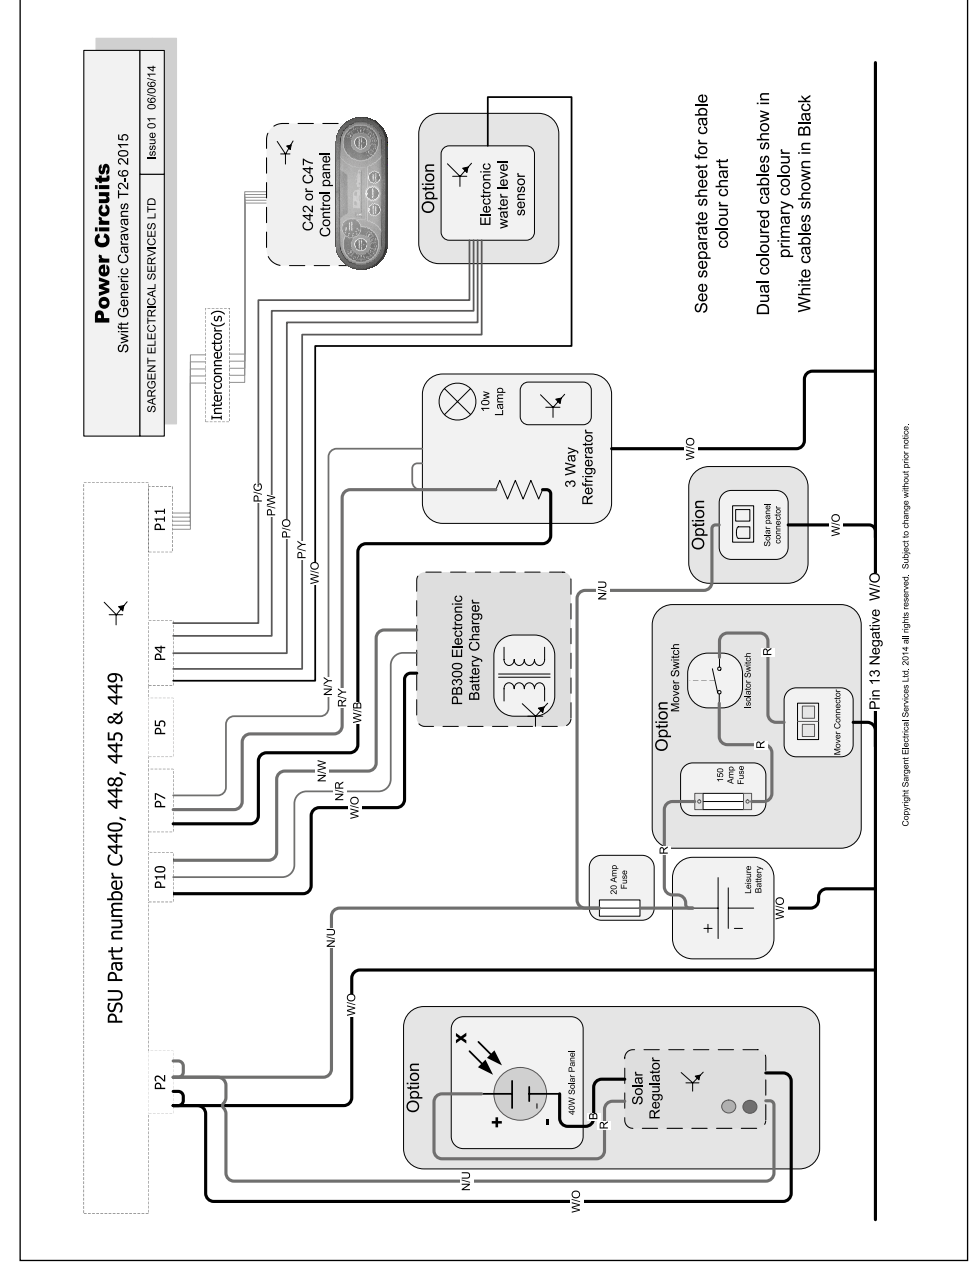 Power Circuits
Swift Generic Caravans T2-6 2015
SARGENT ELECTRICAL SERVICES LTD
Issue 01 06/06/14
PSU Part number C440, 448, 445 & 449
P2
P10
P7
P5
P4
P11
Interconnector(s)
C42 or C47
Control panel
Option
Electronic
water level
sensor
P/G
P/W
P/O
P/Y
W/O
N/Y
R/Y
W/B
N/W
N/R
W/O
N/U
W/O
3 Way
Refrigerator
10w
Lamp
W/O
PB300 Electronic
Battery Charger
N/U
Option
Solar panel
connector
W/O
Option
Mover Switch
Isolator Switch
R
R
Mover Connector
150
Amp
Fuse
R
20 Amp
Fuse
+
-
Leisure
Battery
W/O
Option
X
+
-
-
40W Solar Panel
B
R
Solar
Regulator
N/U
W/O
Pin 13 Negative W/O
See separate sheet for cable
colour chart
Dual coloured cables show in
primary colour
White cables shown in Black
Copyright Sargent Electrical Services Ltd. 2014 all rights reserved. Subject to change without prior notice.